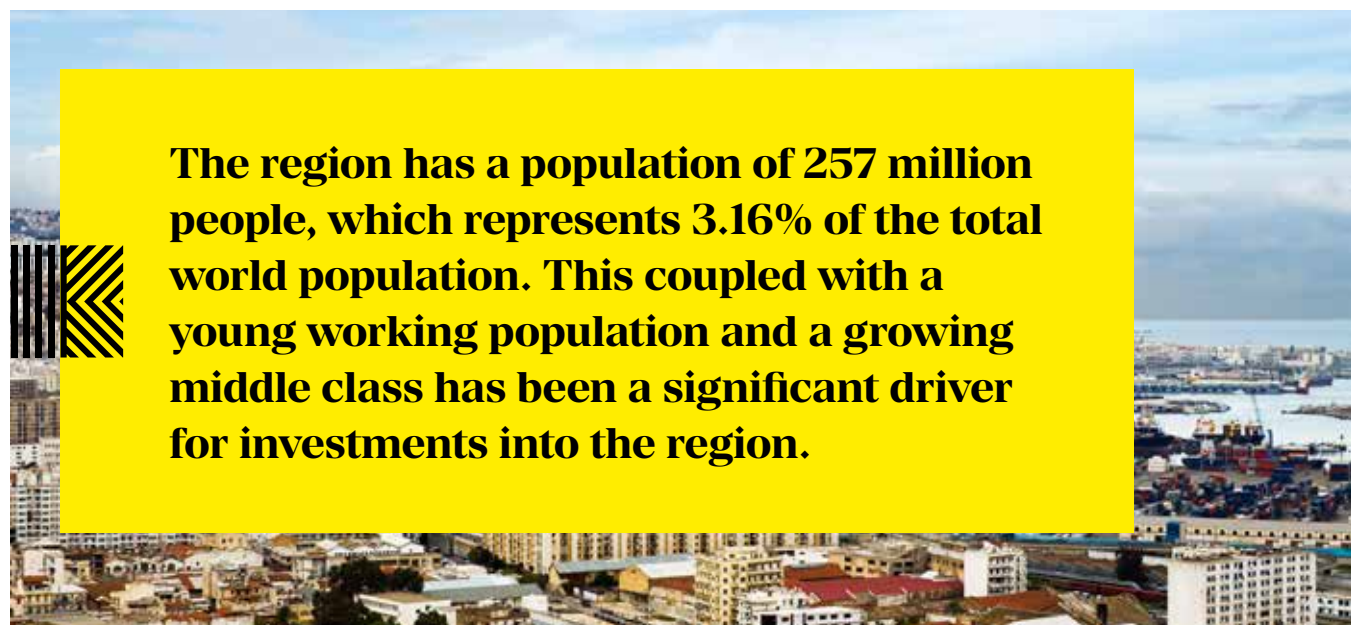 The region has a population of 257 million
people, which represents 3.16% of the total
world population. This coupled with a
young working population and a growing
middle class has been a significant driver
for investments into the region.